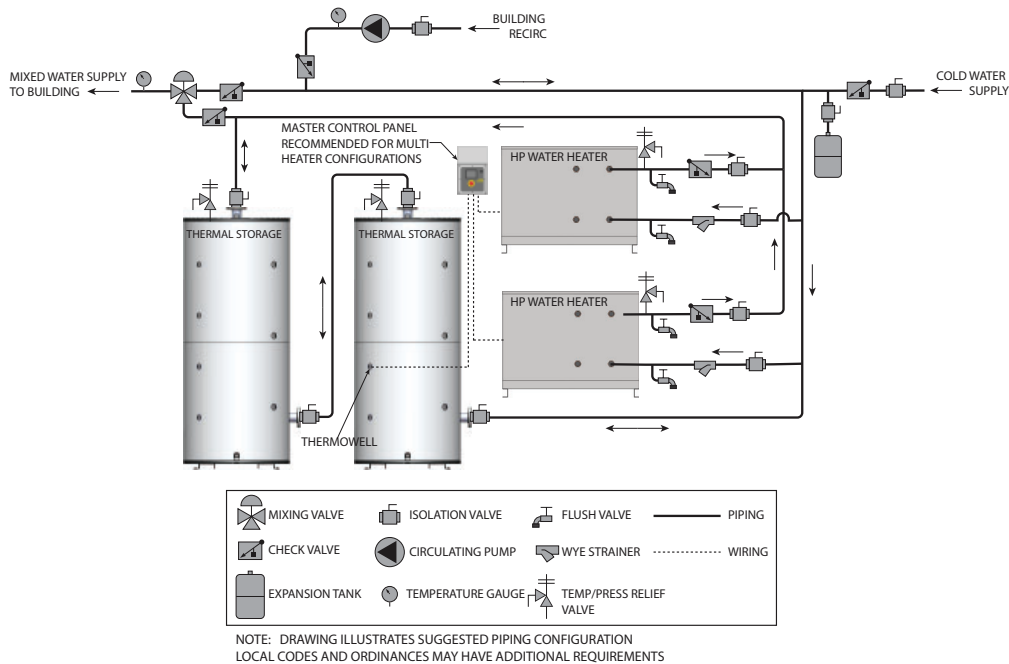 BUILDING
RECIRC
MIXED WATER SUPPLY
TO BUILDING
COLD WATER
SUPPLY
MASTER CONTROL PANEL
RECOMMENDED FOR MULTI
HEATER CONFIGURATIONS
HP WATER HEATER
THERMAL STORAGE
THERMAL STORAGE
HP WATER HEATER
THERMOWELL
MIXING VALVE
ISOLATION VALVE
FLUSH VALVE
PIPING
CHECK VALVE
CIRCULATING PUMP
WYE STRAINER
WIRING
EXPANSION TANK
TEMPERATURE GAUGE
TEMP/PRESS RELIEF
VALVE
NOTE: DRAWING ILLUSTRATES SUGGESTED PIPING CONFIGURATION
LOCAL CODES AND ORDINANCES MAY HAVE ADDITIONAL REQUIREMENTS